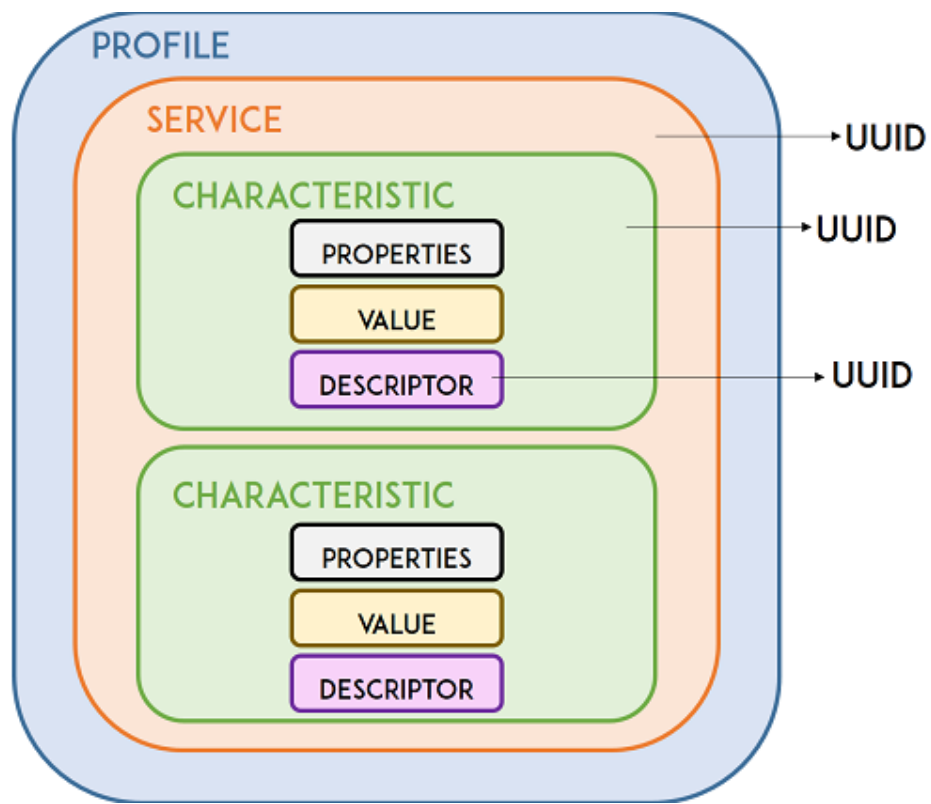 PROFILE
SERVICE
UUID
CHARACTERISTIC
UUID
PROPERTIES
VALUE
DESCRIPTOR
UUID
CHARACTERISTIC
PROPERTIES
VALUE
DESCRIPTOR